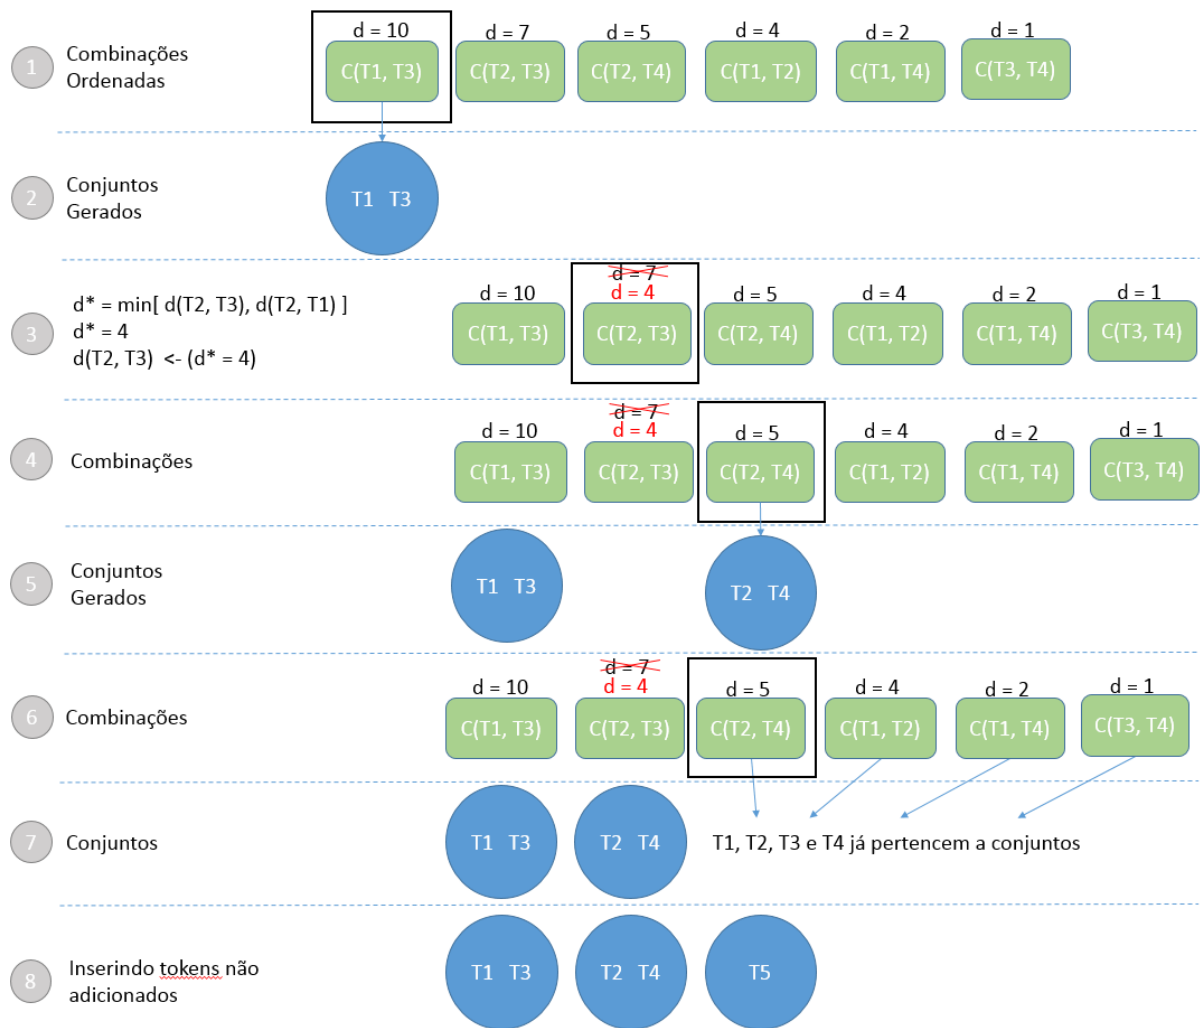 d = 10 d = 7 d = 5 d = 4 d = 2 d = 1
1 Combinações
Ordenadas
C(T1, T3) C(T2, T3) C(T2, T4) C(T1, T2) C(T1, T4) C(T3, T4)
2 Conjuntos
Gerados
T1 T3
d = 7
d = 10 d = 4 d = 5 d = 4 d = 2 d = 1
3 d* = min[ d(T2, T3), d(T2, T1) ]
d* = 4
d(T2, T3) <- (d* = 4)
C(T1, T3) C(T2, T3) C(T2, T4) C(T1, T2) C(T1, T4) C(T3, T4)
d = 7
d = 10 d = 4 d = 5 d = 4 d = 2 d = 1
4 Combinações
C(T1, T3) C(T2, T3) C(T2, T4) C(T1, T2) C(T1, T4) C(T3, T4)
5 Conjuntos
Gerados
T1 T3 T2 T4
d = 7
d = 10 d = 4 d = 5 d = 4 d = 2 d = 1
6 Combinações
C(T1, T3) C(T2, T3) C(T2, T4) C(T1, T2) C(T1, T4) C(T3, T4)
7 Conjuntos T1 T3 T2 T4 T1, T2, T3 e T4 já pertencem a conjuntos
8 Inserindo tokens não
adicionados
T1 T3 T2 T4 T5